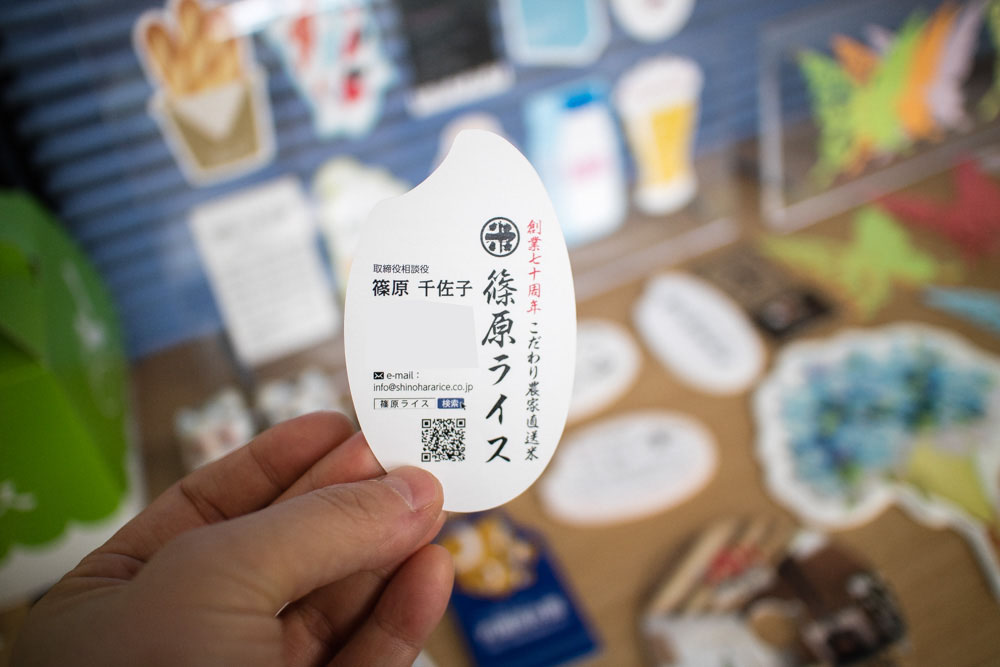 創業七十周年 こだわり農家直送米
米
篠原ライス
取締役相談役
篠原 千佐子
e-mail：
info@shinohararice.co.jp
篠原ライス 検索